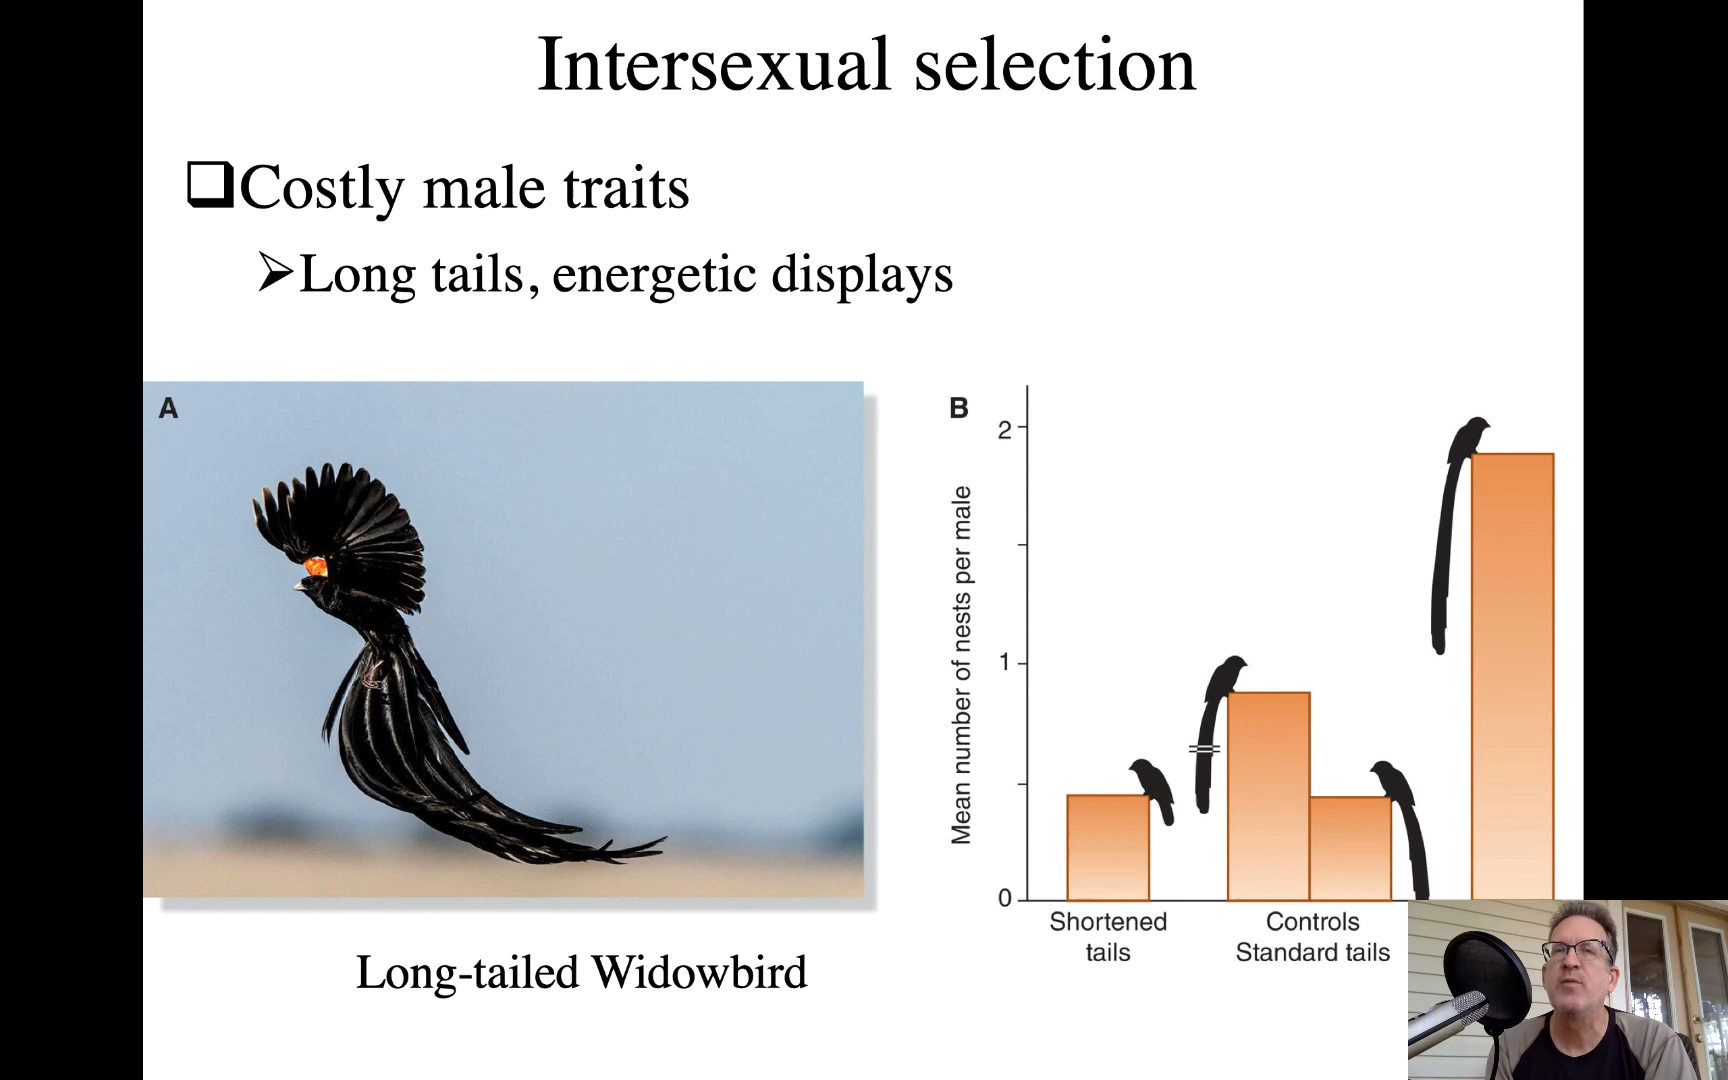 Intersexual selection
❑Costly male traits
➢Long tails, energetic displays
A
B
2
1
0
Mean number of nests per male
Shortened
tails
Controls
Standard tails
Long-tailed Widowbird